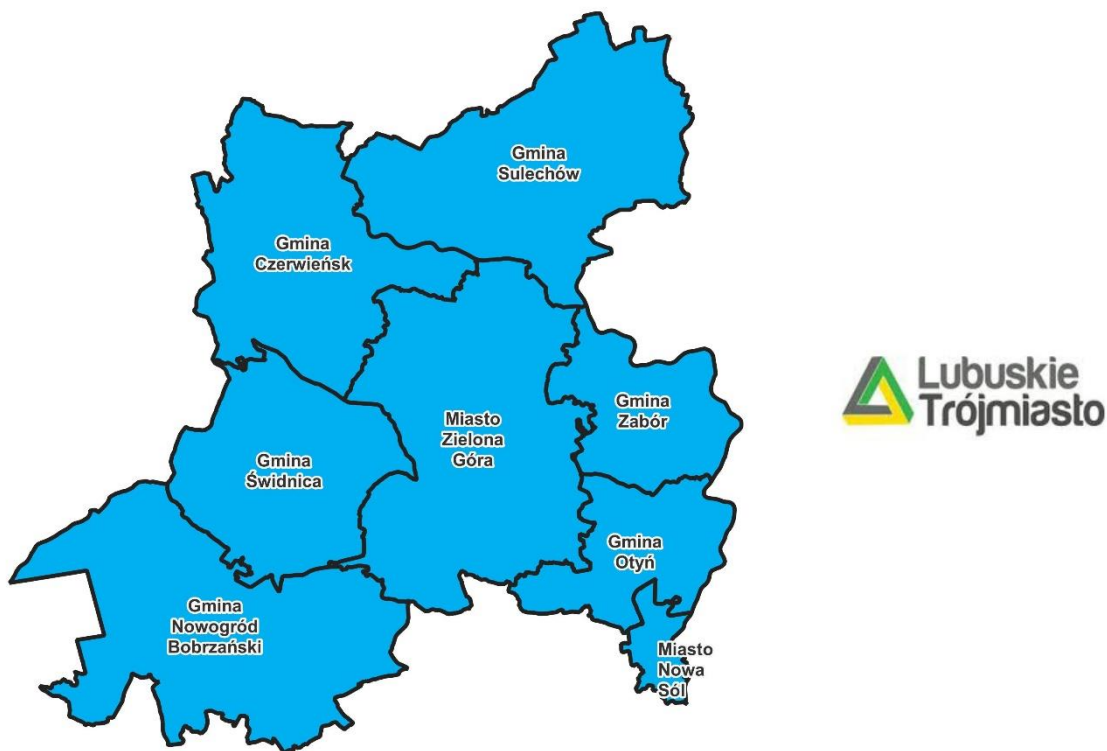 Gmina
Sulechów
Gmina
Czerwieńsk
Gmina
Zabór
Miasto
Zielona
Góra
Gmina
Świdnica
Gmina
Otyń
Gmina
Nowogród
Bobrzański
Miasto
Nowa
Sól
Lubuskie
Trójmiasto